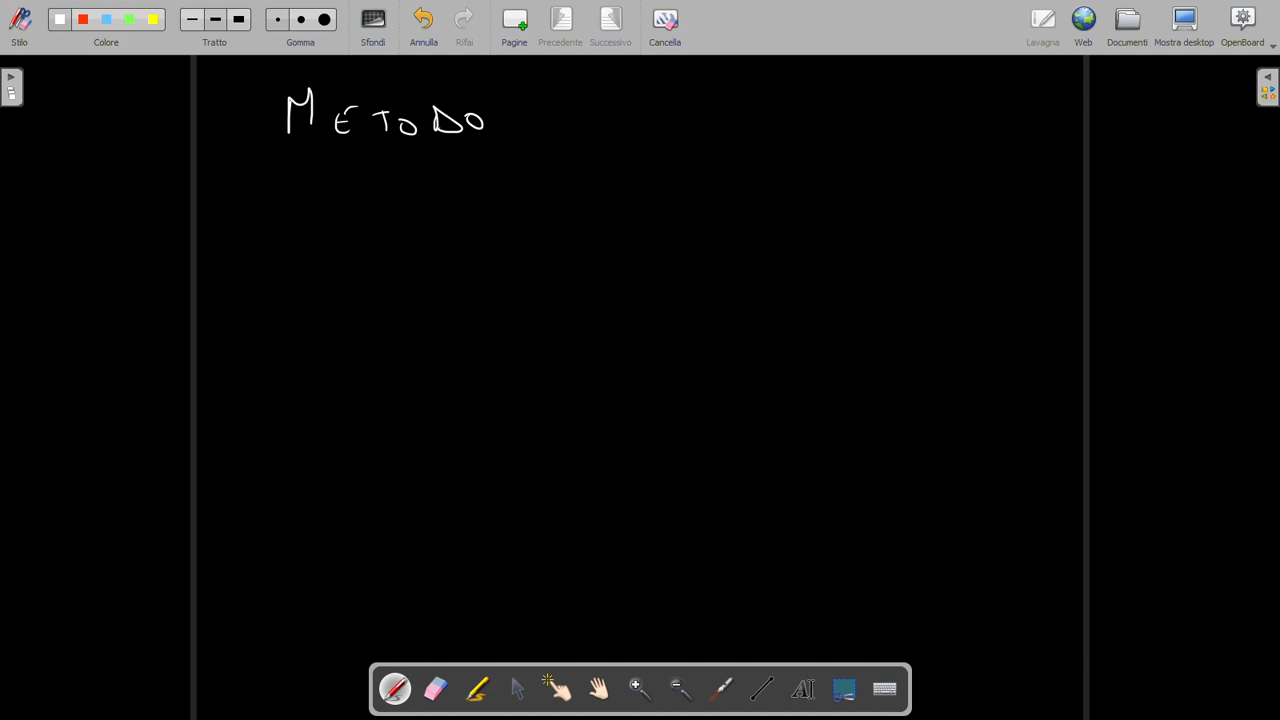 Stilo Colore Tratto Gomma Sfondi Annulla Rifai Pagine Precedente Successivo Cancella Lavagna Web Documenti Mostra desktop OpenBoard
METODO